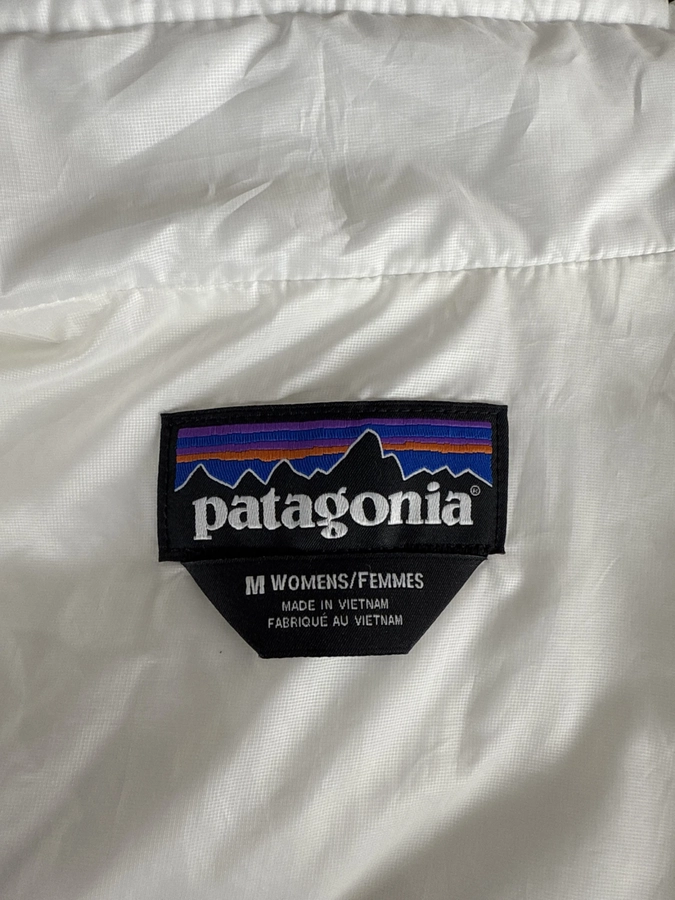 patagonia®
M WOMENS/FEMMES
MADE IN VIETNAM
FABRIQUÉ AU VIETNAM